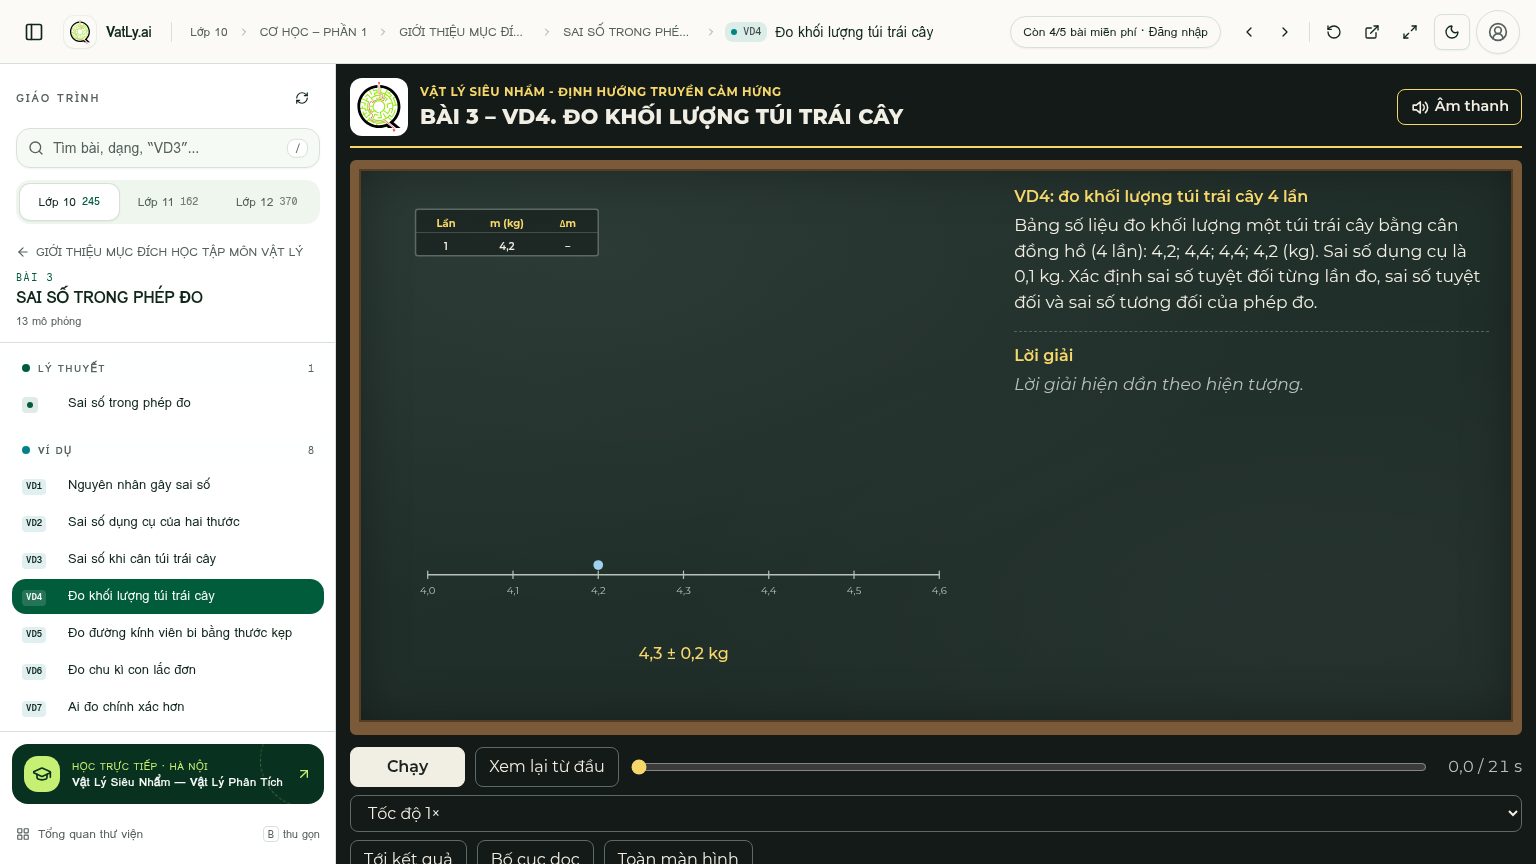 VatLy.ai
Lớp 10
CƠ HỌC – PHẦN 1
GIỚI THIỆU MỤC ĐÍ...
SAI SỐ TRONG PHÉ...
VD4
Đo khối lượng túi trái cây
Còn 4/5 bài miễn phí · Đăng nhập
GIÁO TRÌNH
Tìm bài, dạng, “VD3”...
/
Lớp 10 245
Lớp 11 162
Lớp 12 370
GIỚI THIỆU MỤC ĐÍCH HỌC TẬP MÔN VẬT LÝ
BÀI 3
SAI SỐ TRONG PHÉP ĐO
13 mô phỏng
LÝ THUYẾT 1
Sai số trong phép đo
VÍ DỤ 8
VD1 Nguyên nhân gây sai số
VD2 Sai số dụng cụ của hai thước
VD3 Sai số khi cân túi trái cây
VD4 Đo khối lượng túi trái cây
VD5 Đo đường kính viên bi bằng thước kẹp
VD6 Đo chu kì con lắc đơn
VD7 Ai đo chính xác hơn
HỌC TRỰC TIẾP · HÀ NỘI
Vật Lý Siêu Nhẩm — Vật Lý Phân Tích
Tổng quan thư viện
B thu gọn
VẬT LÝ SIÊU NHẨM - ĐỊNH HƯỚNG TRUYỀN CẢM HỨNG
BÀI 3 – VD4. ĐO KHỐI LƯỢNG TÚI TRÁI CÂY
Âm thanh
Lần m (kg) Δm
1 4,2 –
4,0 4,1 4,2 4,3 4,4 4,5 4,6
4,3 ± 0,2 kg
VD4: đo khối lượng túi trái cây 4 lần
Bảng số liệu đo khối lượng một túi trái cây bằng cân
đồng hồ (4 lần): 4,2; 4,4; 4,4; 4,2 (kg). Sai số dụng cụ là
0,1 kg. Xác định sai số tuyệt đối từng lần đo, sai số tuyệt
đối và sai số tương đối của phép đo.
Lời giải
Lời giải hiện dần theo hiện tượng.
Chạy
Xem lại từ đầu
0,0 / 21 s
Tốc độ 1×
Tới kết quả
Bố cục dọc
Toàn màn hình